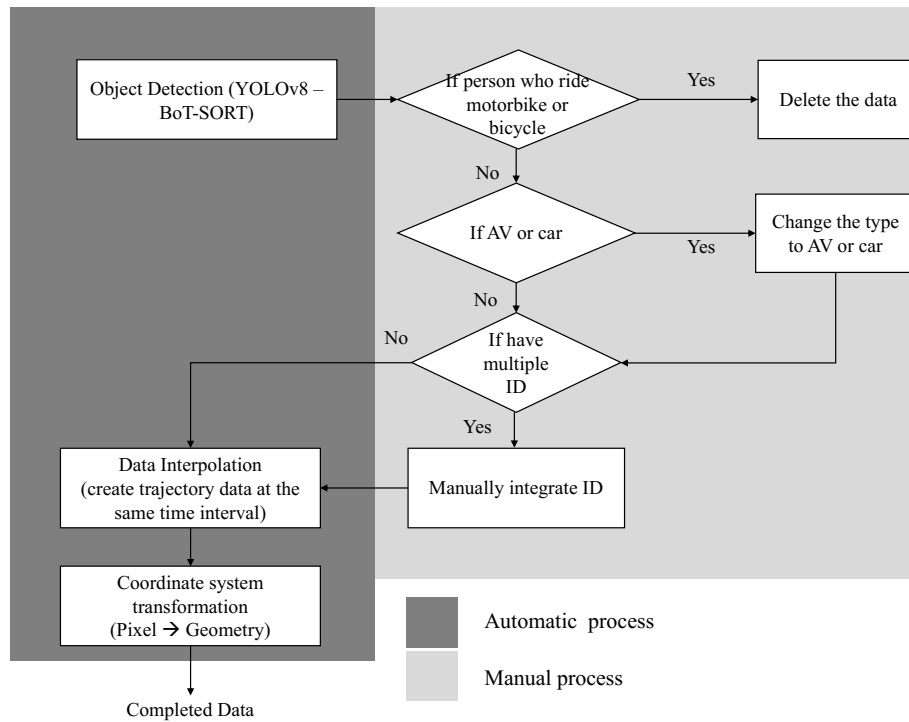 Object Detection (YOLOv8 –
BoT-SORT)
If person who ride
motorbike or
bicycle
Yes
Delete the data
No
If AV or car
Yes
Change the type
to AV or car
No
If have
multiple
ID
No
Yes
Data Interpolation
(create trajectory data at the
same time interval)
Manually integrate ID
Coordinate system
transformation
(Pixel → Geometry)
Completed Data
Automatic process
Manual process